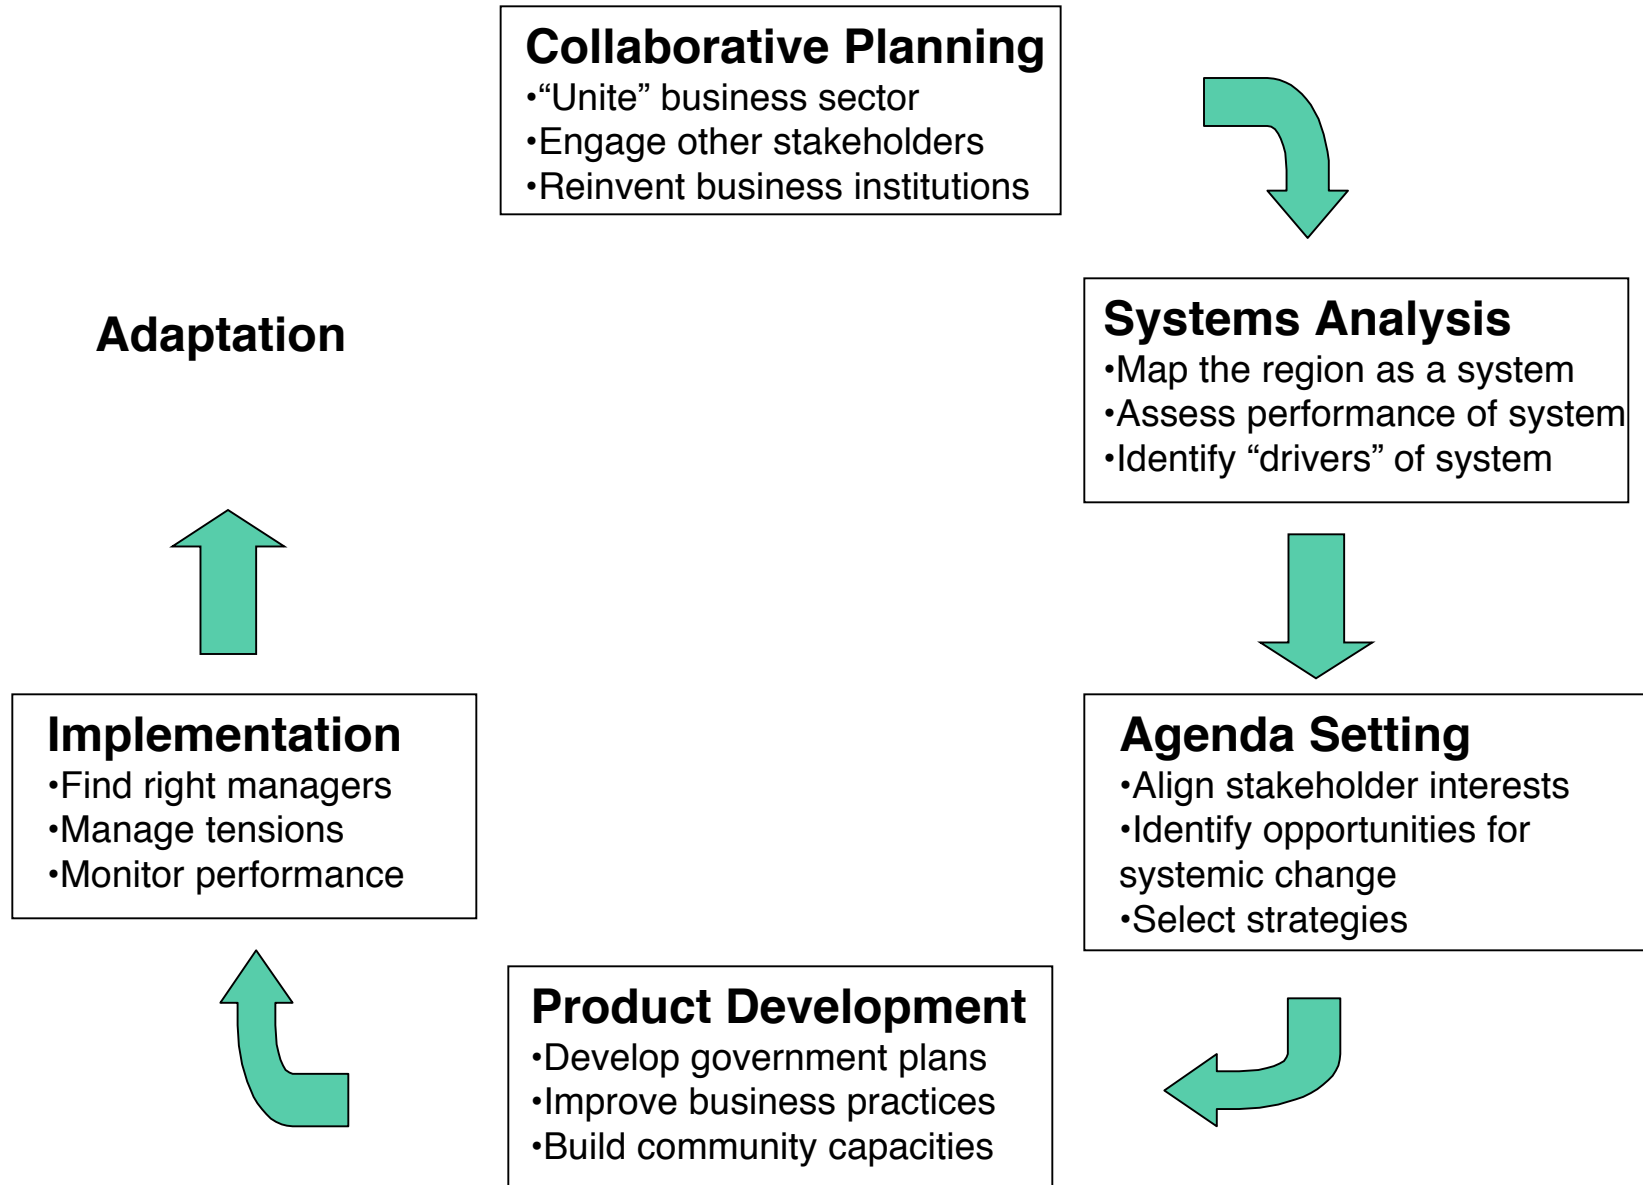 Collaborative Planning
•“Unite” business sector
•Engage other stakeholders
•Reinvent business institutions
Systems Analysis
•Map the region as a system
•Assess performance of system
•Identify “drivers” of system
Agenda Setting
•Align stakeholder interests
•Identify opportunities for
systemic change
•Select strategies
Product Development
•Develop government plans
•Improve business practices
•Build community capacities
Implementation
•Find right managers
•Manage tensions
•Monitor performance
Adaptation